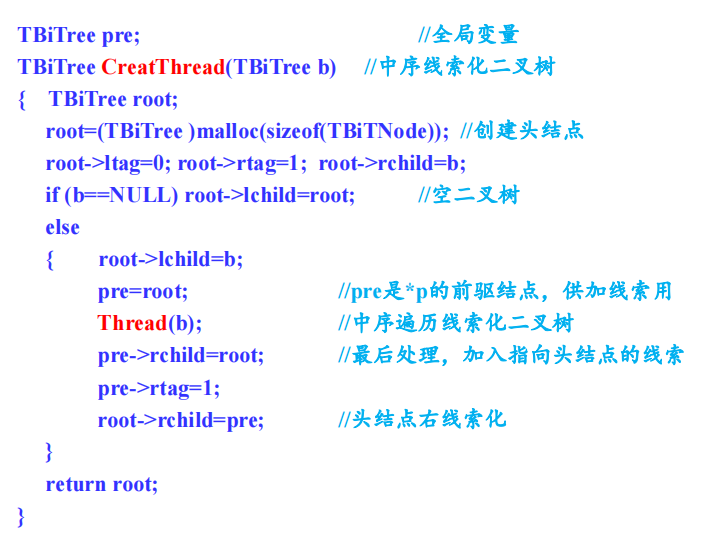 TBiTree pre; //全局变量
TBiTree CreatThread(TBiTree b) //中序线索化二叉树
{ TBiTree root;
root=(TBiTree )malloc(sizeof(TBiTNode)); //创建头结点
root->ltag=0; root->rtag=1; root->rchild=b;
if (b==NULL) root->lchild=root; //空二叉树
else
{ root->lchild=b;
pre=root; //pre是*p的前驱结点，供加线索用
Thread(b); //中序遍历线索化二叉树
pre->rchild=root; //最后处理，加入指向头结点的线索
pre->rtag=1;
root->rchild=pre; //头结点右线索化
}
return root;
}